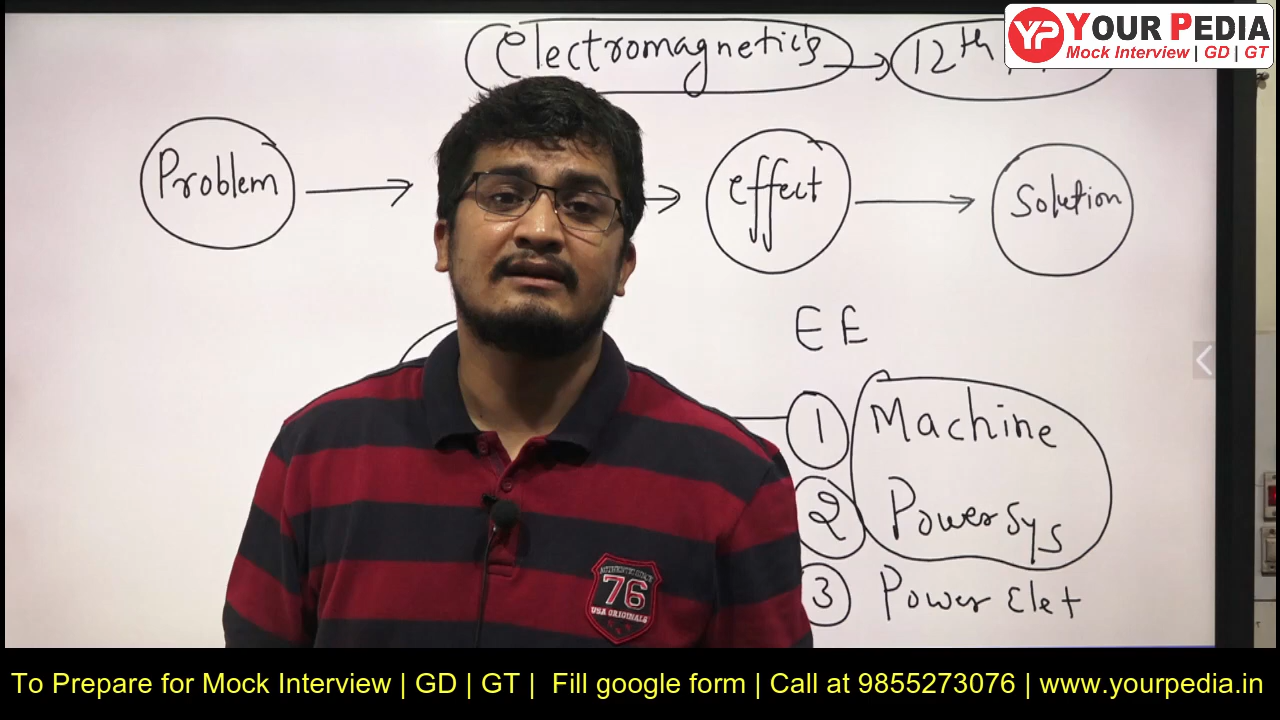 Electromagnetic's → 12th
YOUR PEDIA
Mock Interview | GD | GT
Problem → → effect → Solution
EE
1 Machine
2 Power Sys
3 Power Elet
AUTHENTIC
76
USA ORIGINALS
To Prepare for Mock Interview | GD | GT | Fill google form | Call at 9855273076 | www.yourpedia.in